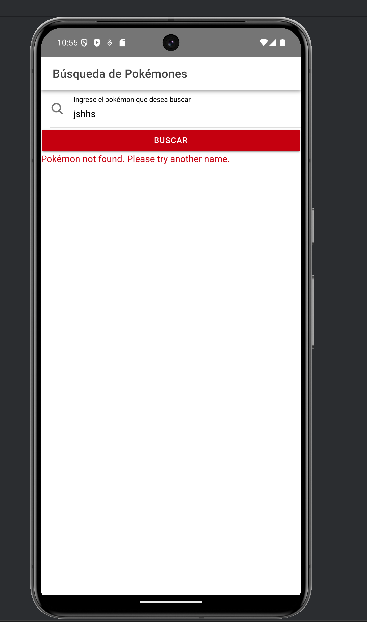 10:55
Búsqueda de Pokémones
Ingrese el pokémon que desea buscar
jshhs
BUSCAR
Pokémon not found. Please try another name.